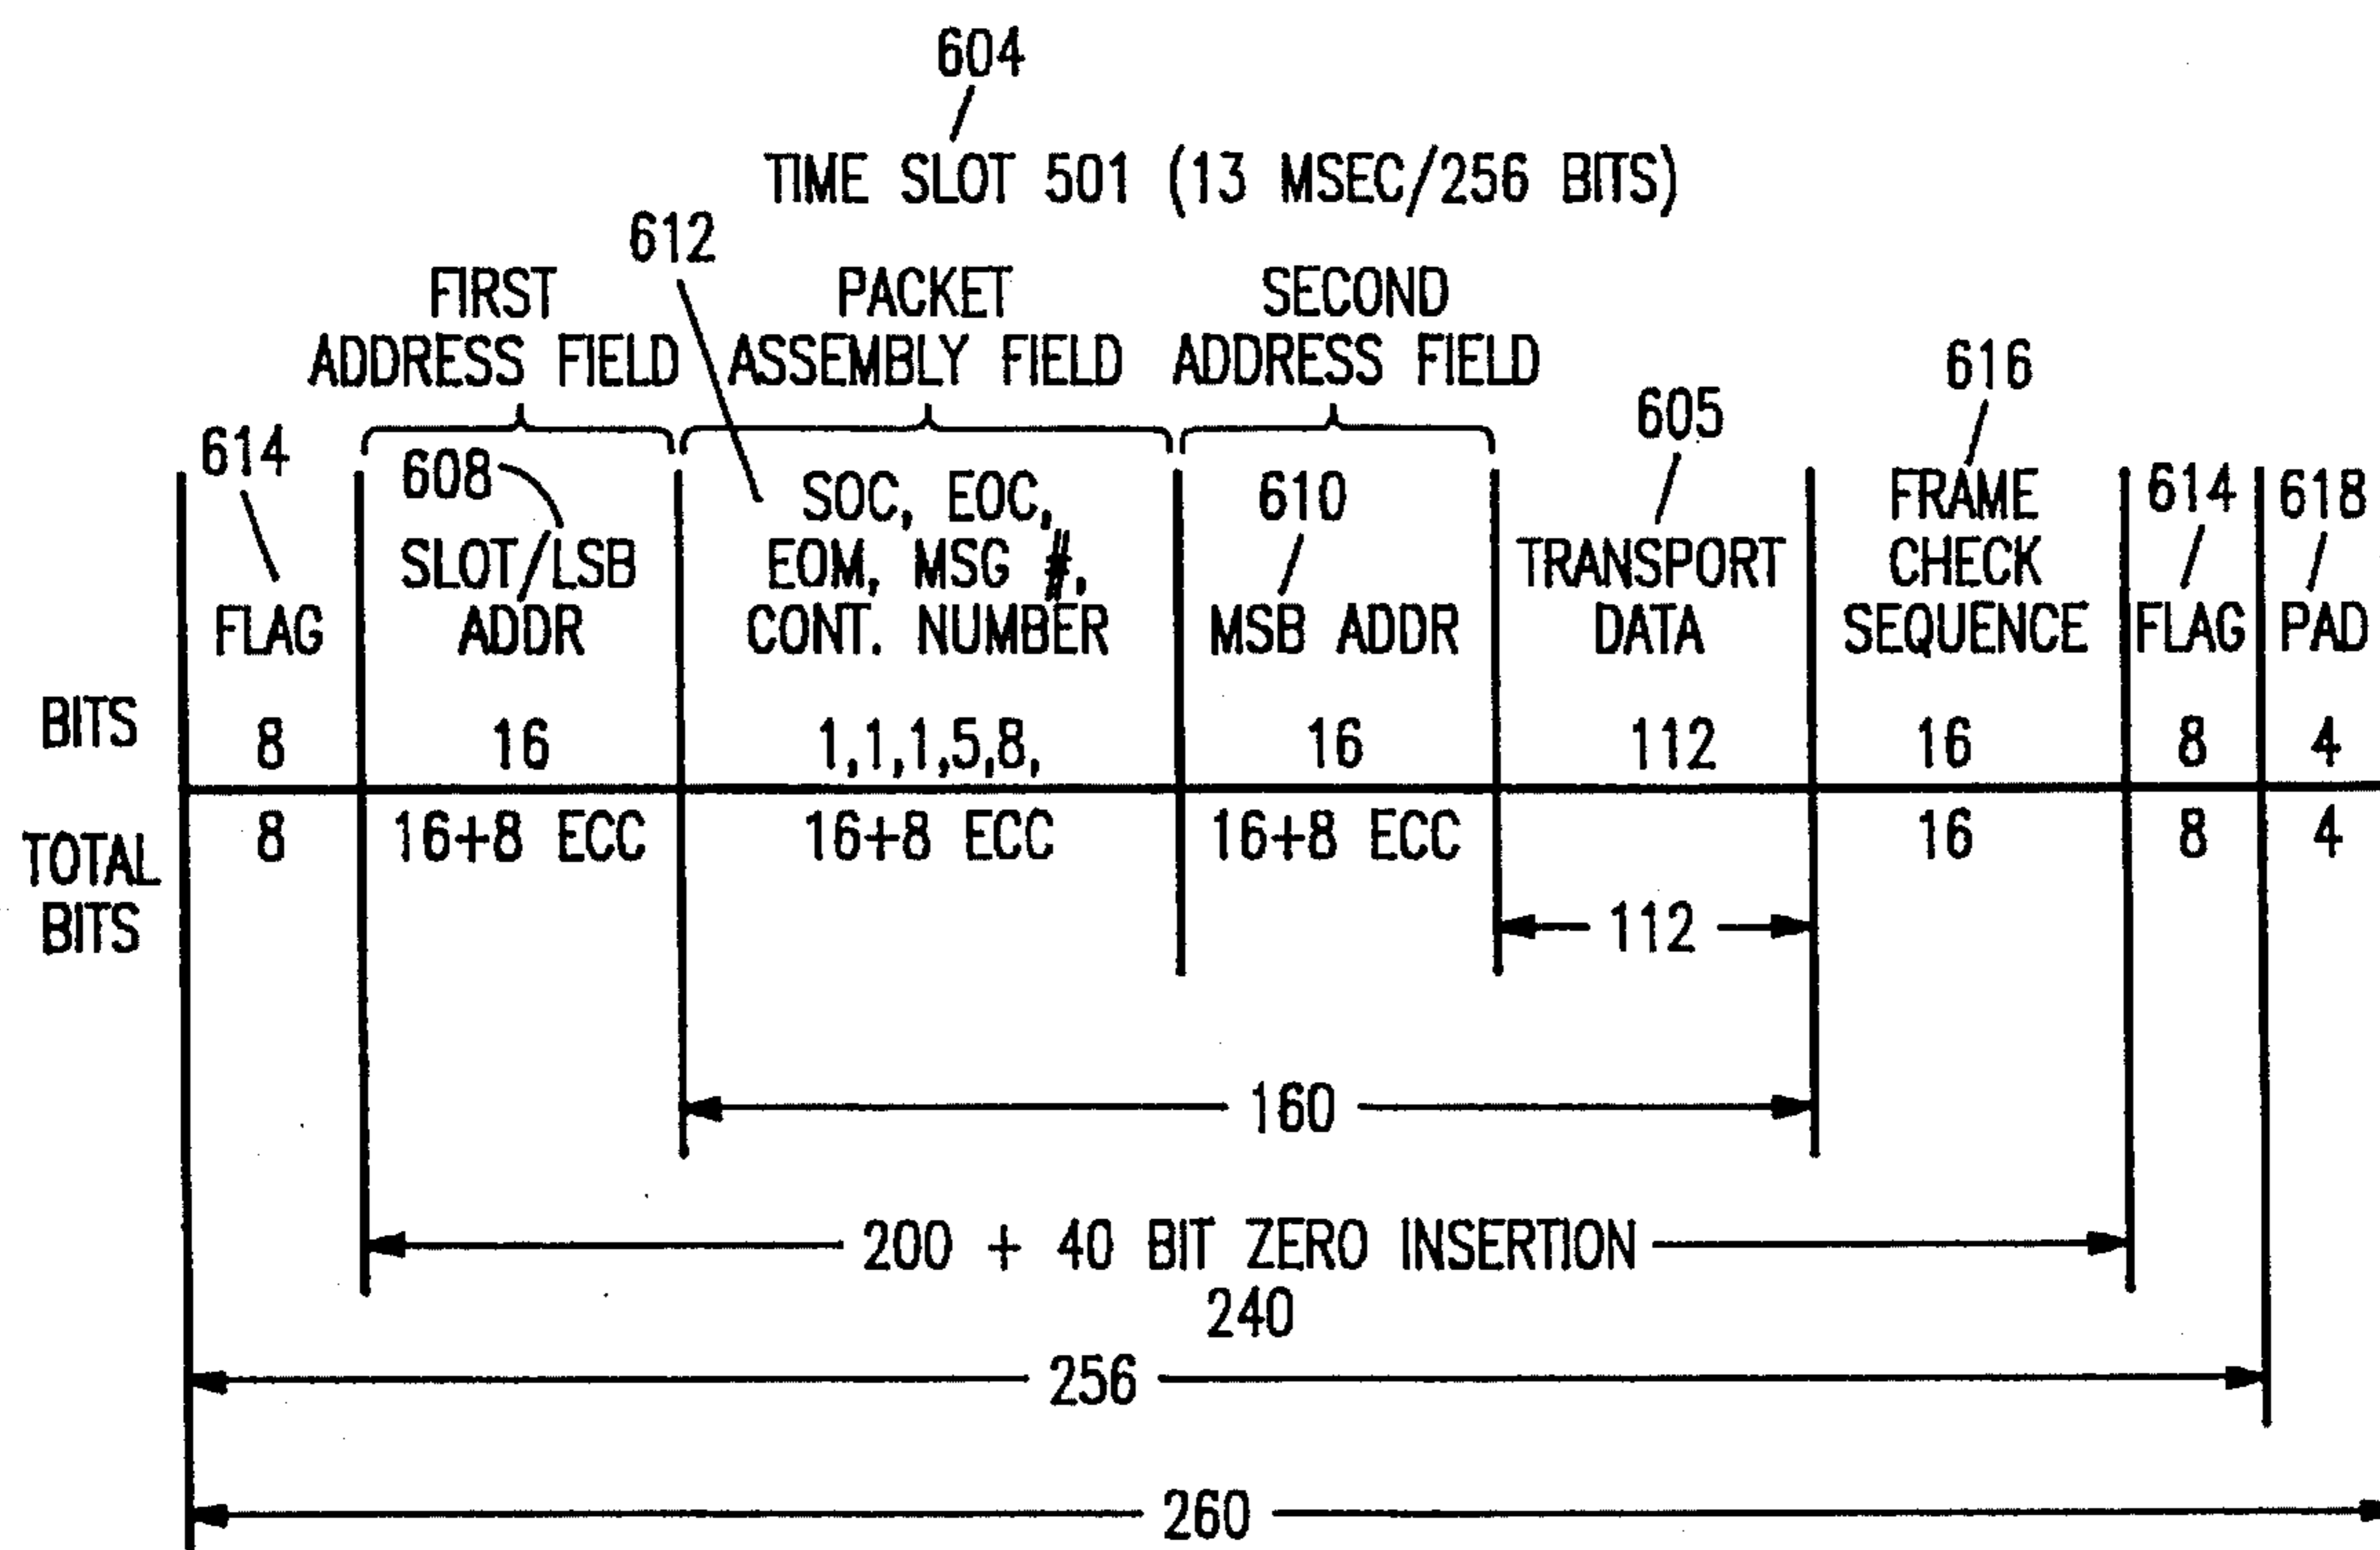 604
TIME SLOT 501 (13 MSEC/256 BITS)
612
FIRST
ADDRESS FIELD
PACKET
ASSEMBLY FIELD
SECOND
ADDRESS FIELD
614
FLAG
608
SLOT/LSB
ADDR
SOC, EOC,
EOM, MSG #,
CONT. NUMBER
610
MSB ADDR
605
TRANSPORT
DATA
616
FRAME
CHECK
SEQUENCE
614
FLAG
618
PAD
BITS 8 16 1,1,1,5,8, 16 112 16 8 4
TOTAL
BITS
8 16+8 ECC 16+8 ECC 16+8 ECC 16 8 4
112
160
200 + 40 BIT ZERO INSERTION
240
256
260